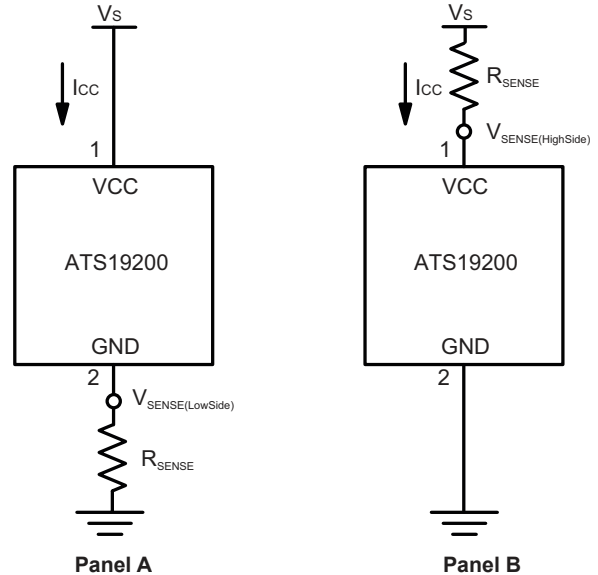 VS
ICC
1
VCC
ATS19200
GND
2
VSENSE(LowSide)
RSENSE
Panel A
VS
RSENSE
ICC
VSENSE(HighSide)
1
VCC
ATS19200
GND
2
Panel B